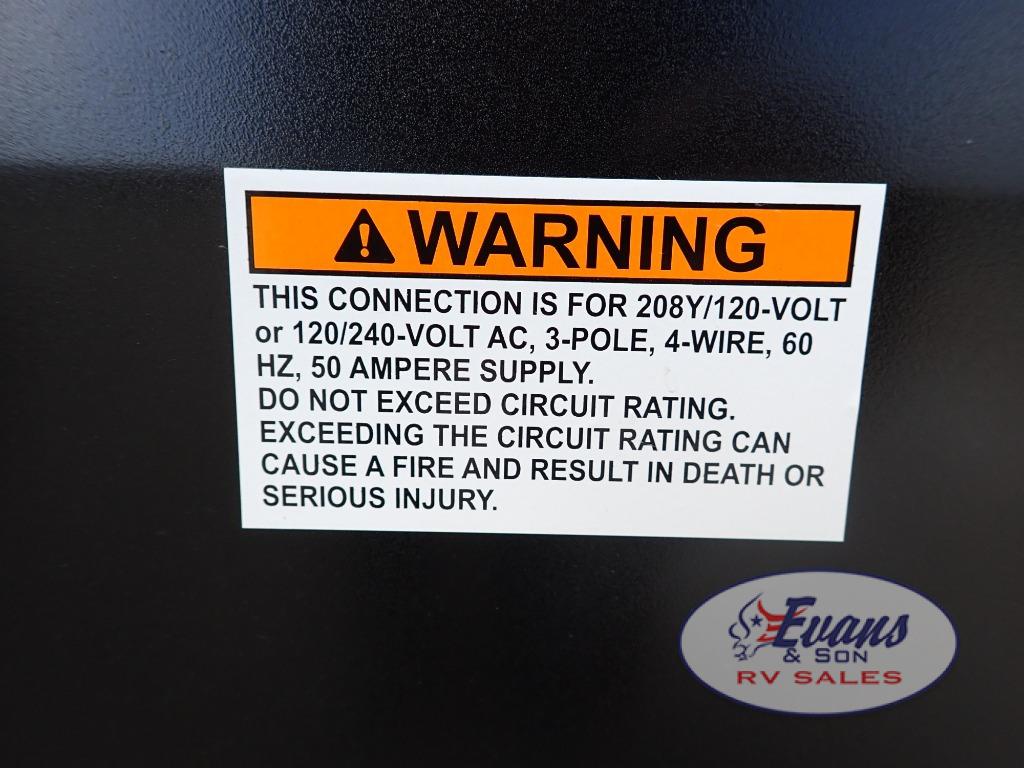 WARNING
THIS CONNECTION IS FOR 208Y/120-VOLT
or 120/240-VOLT AC, 3-POLE, 4-WIRE, 60
HZ, 50 AMPERE SUPPLY.
DO NOT EXCEED CIRCUIT RATING.
EXCEEDING THE CIRCUIT RATING CAN
CAUSE A FIRE AND RESULT IN DEATH OR
SERIOUS INJURY.
Evans
& SON
RV SALES